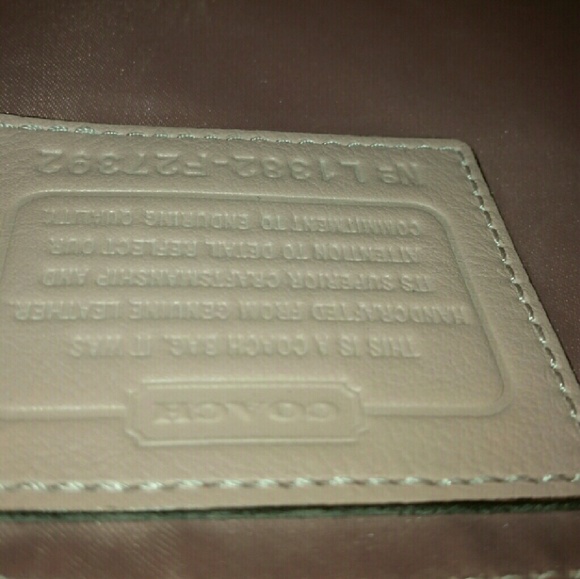 COACH
THIS IS A COACH BAG. IT WAS
HANDCRAFTED FROM GENUINE LEATHER.
ITS SUPERIOR CRAFTSMANSHIP AND
ATTENTION TO DETAIL REFLECT OUR
COMMITMENT TO ENDURING QUALITY.
Nº L1382-F27392